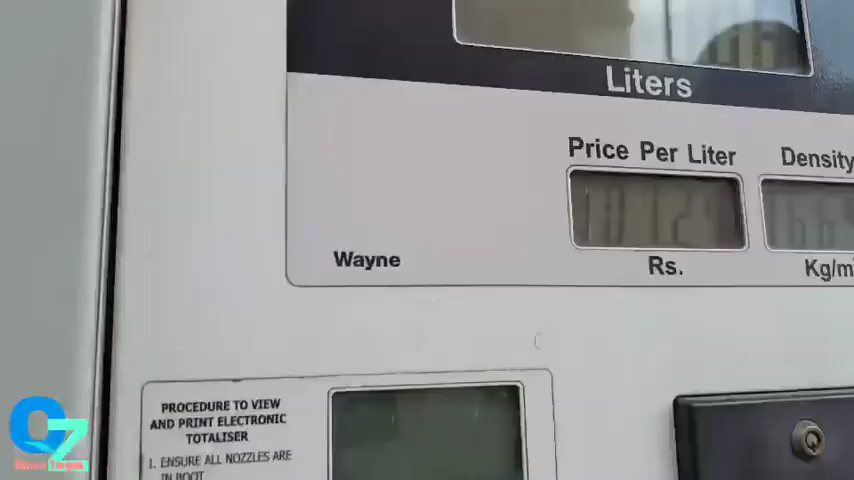 Liters
Price Per Liter
Density
Wayne
Rs.
Kg/m
PROCEDURE TO VIEW
AND PRINT ELECTRONIC
TOTALISER
1. ENSURE ALL NOZZLES ARE
IN BOOT
QZ